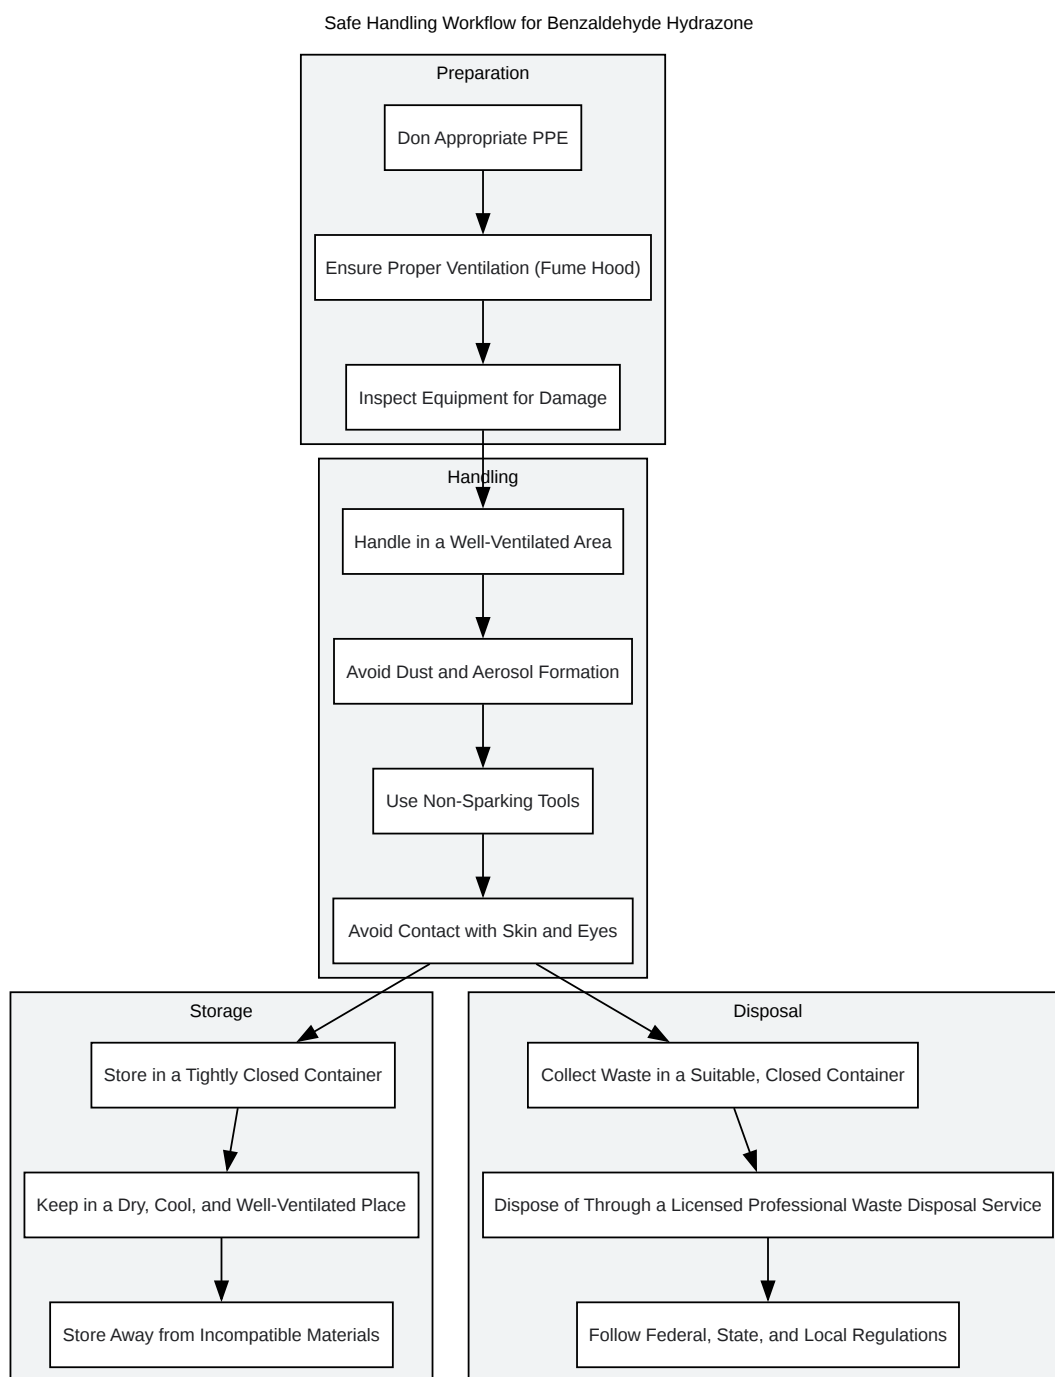 Safe Handling Workflow for Benzaldehyde Hydrazone
Preparation
Don Appropriate PPE
Ensure Proper Ventilation (Fume Hood)
Inspect Equipment for Damage
Handling
Handle in a Well-Ventilated Area
Avoid Dust and Aerosol Formation
Use Non-Sparking Tools
Avoid Contact with Skin and Eyes
Storage
Store in a Tightly Closed Container
Keep in a Dry, Cool, and Well-Ventilated Place
Store Away from Incompatible Materials
Disposal
Collect Waste in a Suitable, Closed Container
Dispose of Through a Licensed Professional Waste Disposal Service
Follow Federal, State, and Local Regulations